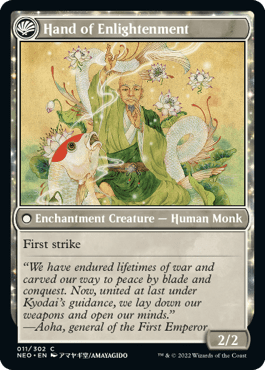 Hand of Enlightenment
Enchantment Creature — Human Monk
First strike
“We have endured lifetimes of war and
carved our way to peace by blade and
conquest. Now, united at last under
Kyodai’s guidance, we lay down our
weapons and open our minds.”
—Aoha, general of the First Emperor
2/2
011/302 C
NEO • EN アマヤギ堂/AMAYAGIDO
™ & © 2022 Wizards of the Coast